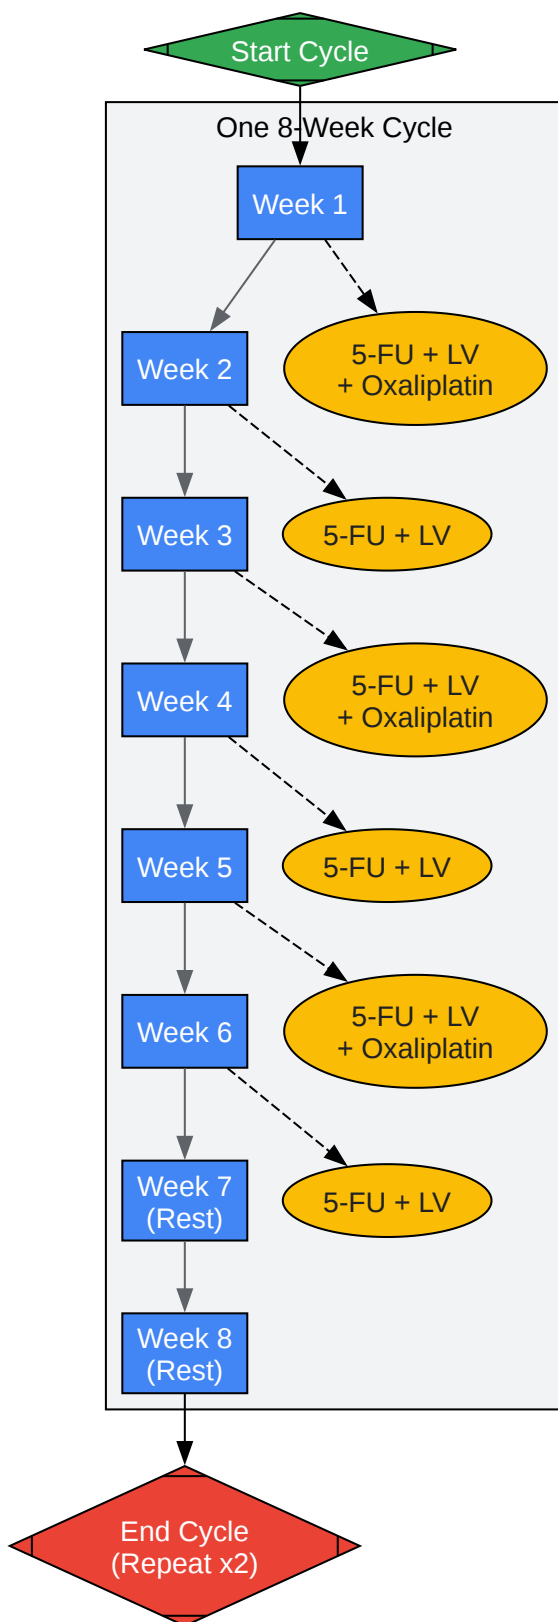 Start Cycle
One 8-Week Cycle
Week 1
5-FU + LV
+ Oxaliplatin
Week 2
5-FU + LV
Week 3
5-FU + LV
+ Oxaliplatin
Week 4
5-FU + LV
Week 5
5-FU + LV
+ Oxaliplatin
Week 6
5-FU + LV
Week 7
(Rest)
Week 8
(Rest)
End Cycle
(Repeat x2)